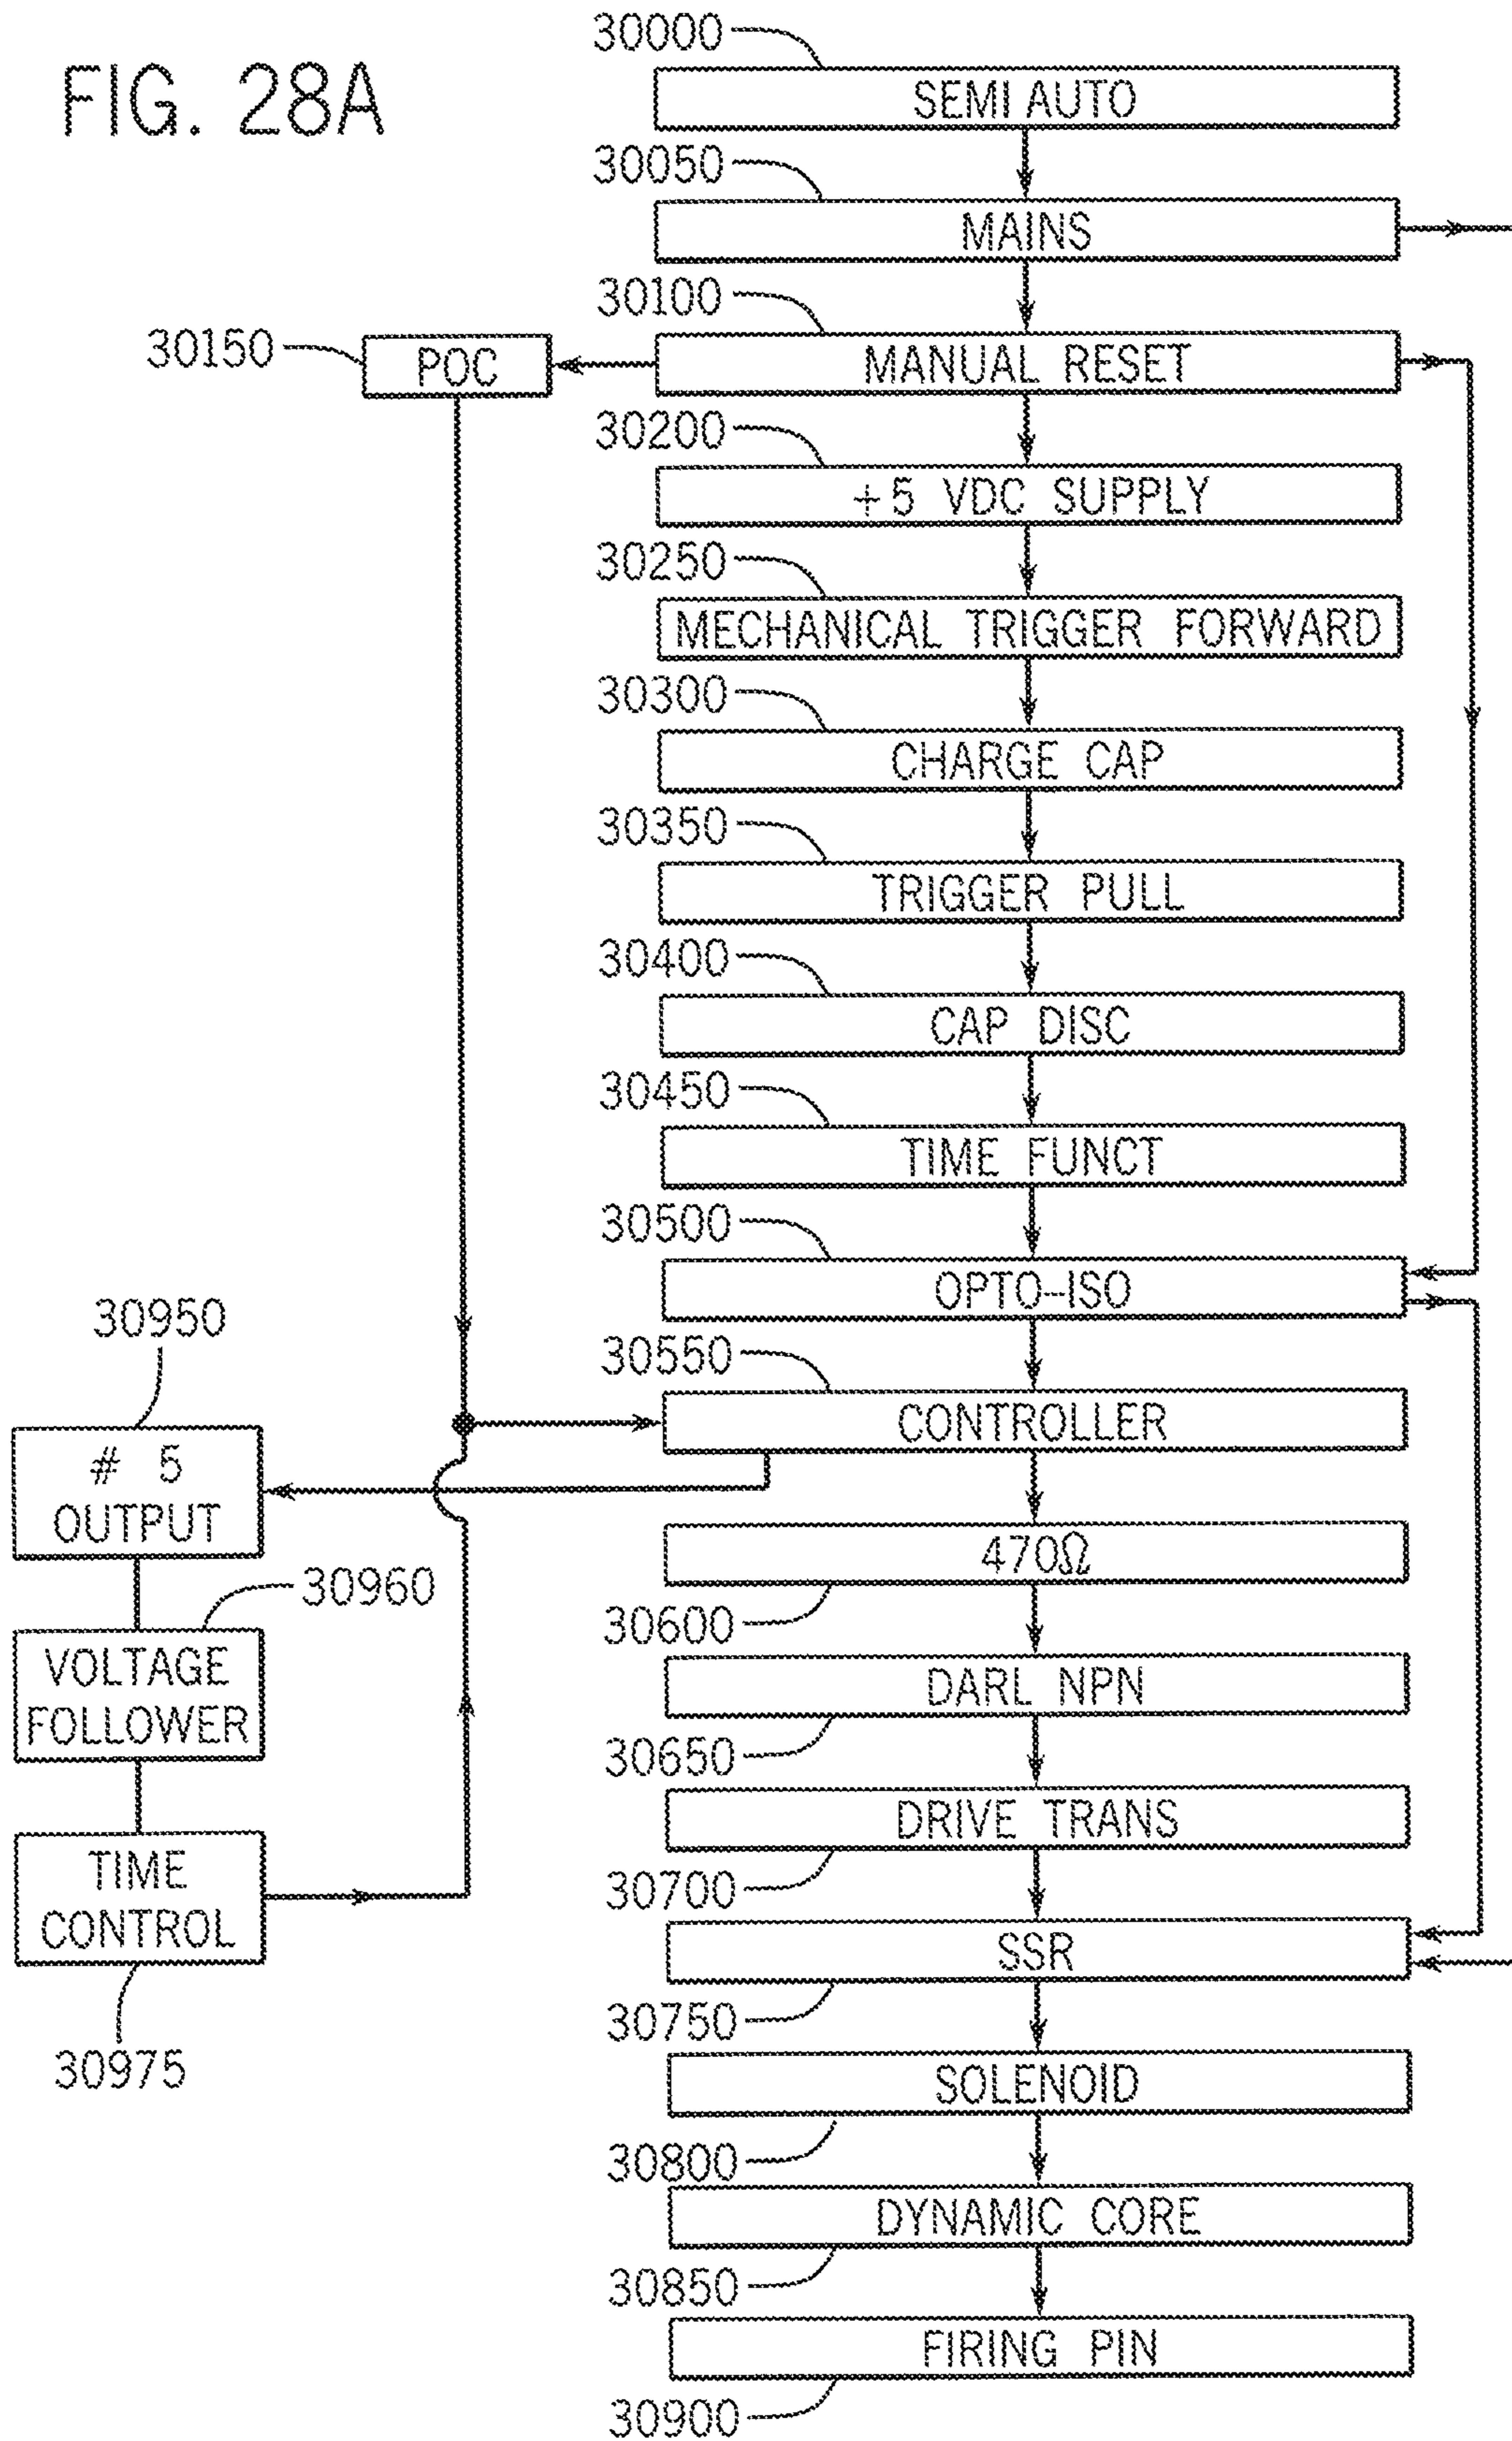 FIG. 28A
30000
SEMI AUTO
30050
MAINS
30100
MANUAL RESET
30150
POC
30200
+5 VDC SUPPLY
30250
MECHANICAL TRIGGER FORWARD
30300
CHARGE CAP
30350
TRIGGER PULL
30400
CAP DISC
30450
TIME FUNCT
30500
OPTO-ISO
30550
CONTROLLER
30950
# 5
OUTPUT
30960
VOLTAGE
FOLLOWER
TIME
CONTROL
30975
470Ω
30600
DARL NPN
30650
DRIVE TRANS
30700
SSR
30750
SOLENOID
30800
DYNAMIC CORE
30850
FIRING PIN
30900